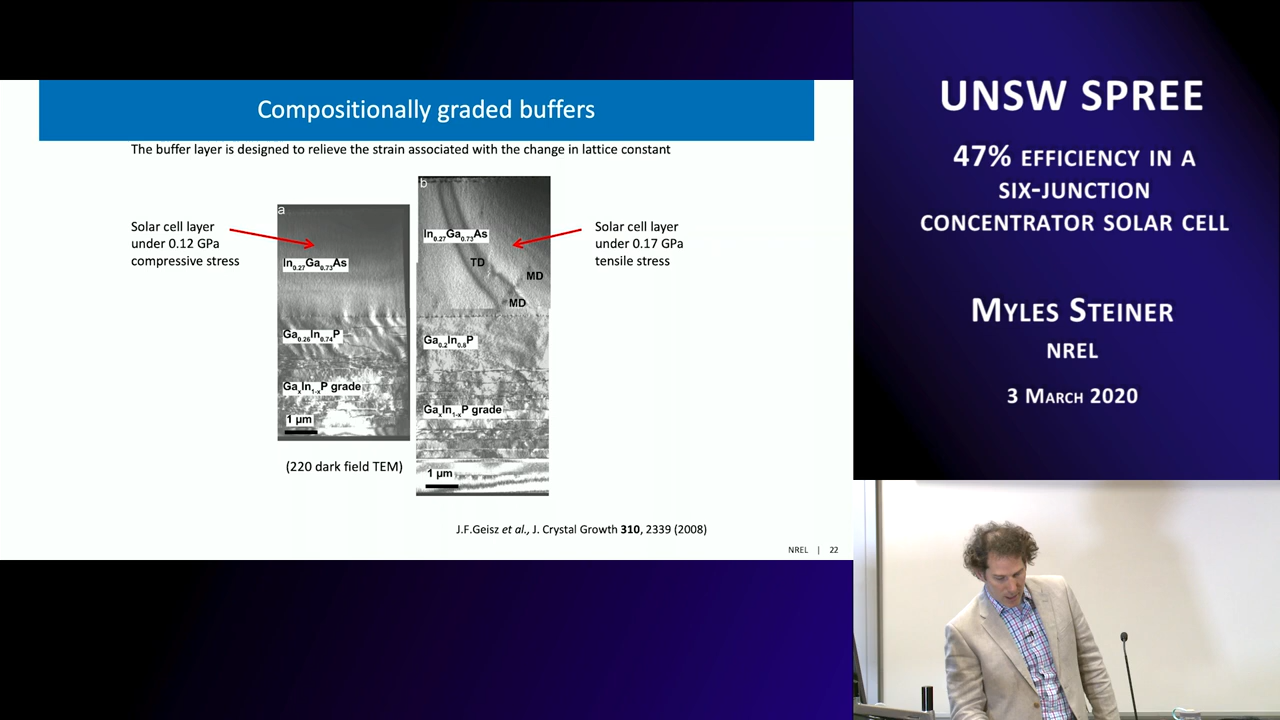 Compositionally graded buffers
The buffer layer is designed to relieve the strain associated with the change in lattice constant
Solar cell layer
under 0.12 GPa
compressive stress
a
In0.27Ga0.73As
Ga0.26In0.74P
GaxIn1-xP grade
1 µm
(220 dark field TEM)
b
In0.27Ga0.73As
TD
MD
MD
Ga0.2In0.8P
GaxIn1-xP grade
1 µm
Solar cell layer
under 0.17 GPa
tensile stress
J.F.Geisz et al., J. Crystal Growth 310, 2339 (2008)
NREL | 22
UNSW SPREE
47% EFFICIENCY IN A
SIX-JUNCTION
CONCENTRATOR SOLAR CELL
MYLES STEINER
NREL
3 MARCH 2020